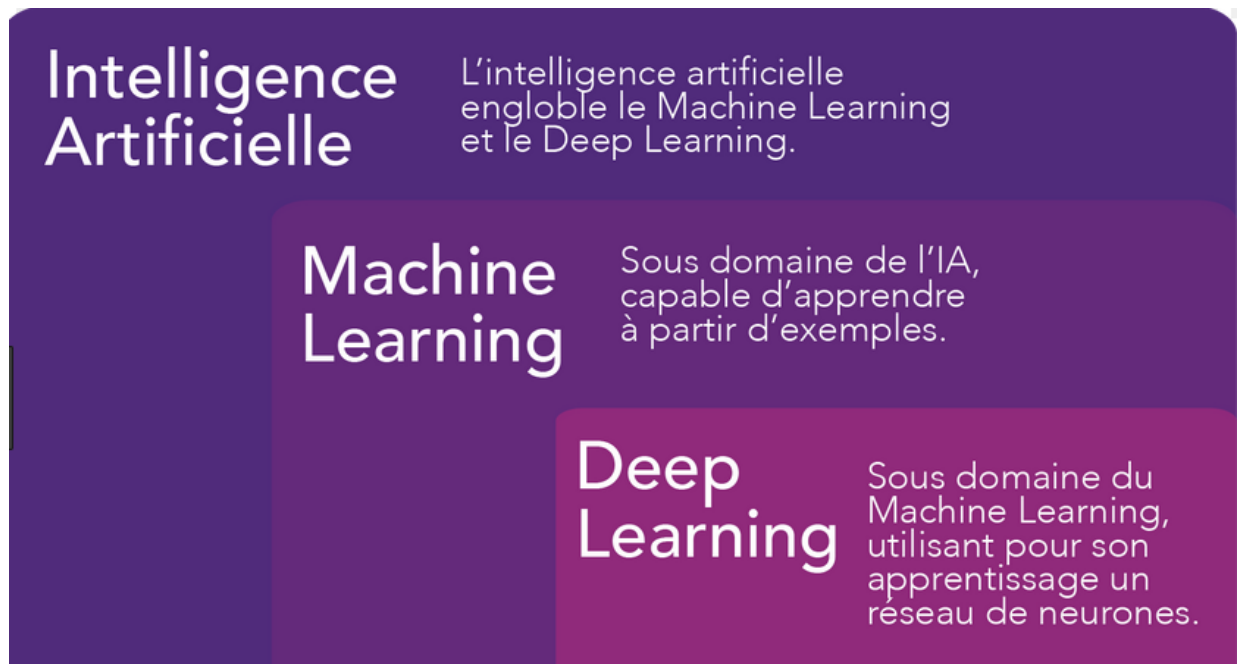 Intelligence
Artificielle
L'intelligence artificielle
engloble le Machine Learning
et le Deep Learning.
Machine
Learning
Sous domaine de l'IA,
capable d'apprendre
à partir d'exemples.
Deep
Learning
Sous domaine du
Machine Learning,
utilisant pour son
apprentissage un
réseau de neurones.